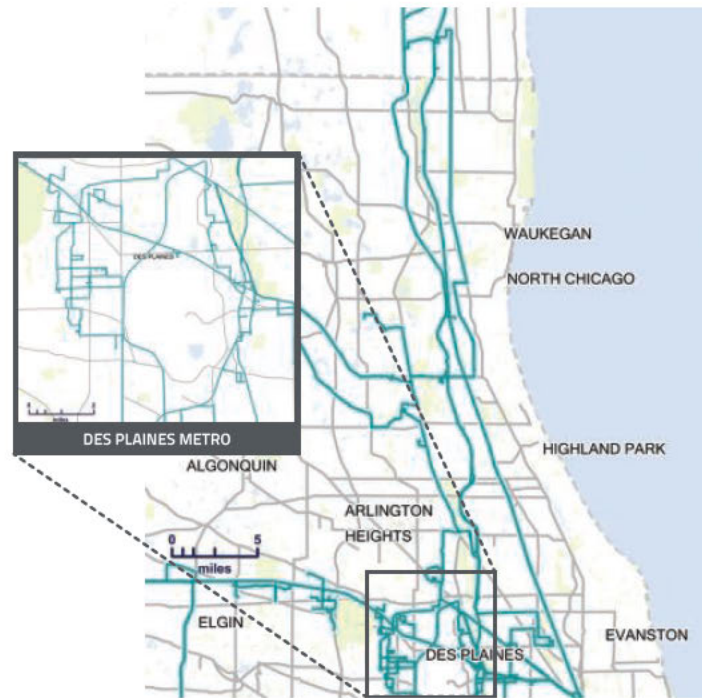 WAUKEGAN
NORTH CHICAGO
DES PLAINES
DES PLAINES METRO
HIGHLAND PARK
ALGONQUIN
ARLINGTON
HEIGHTS
0 5
miles
ELGIN
EVANSTON
DES PLAINES